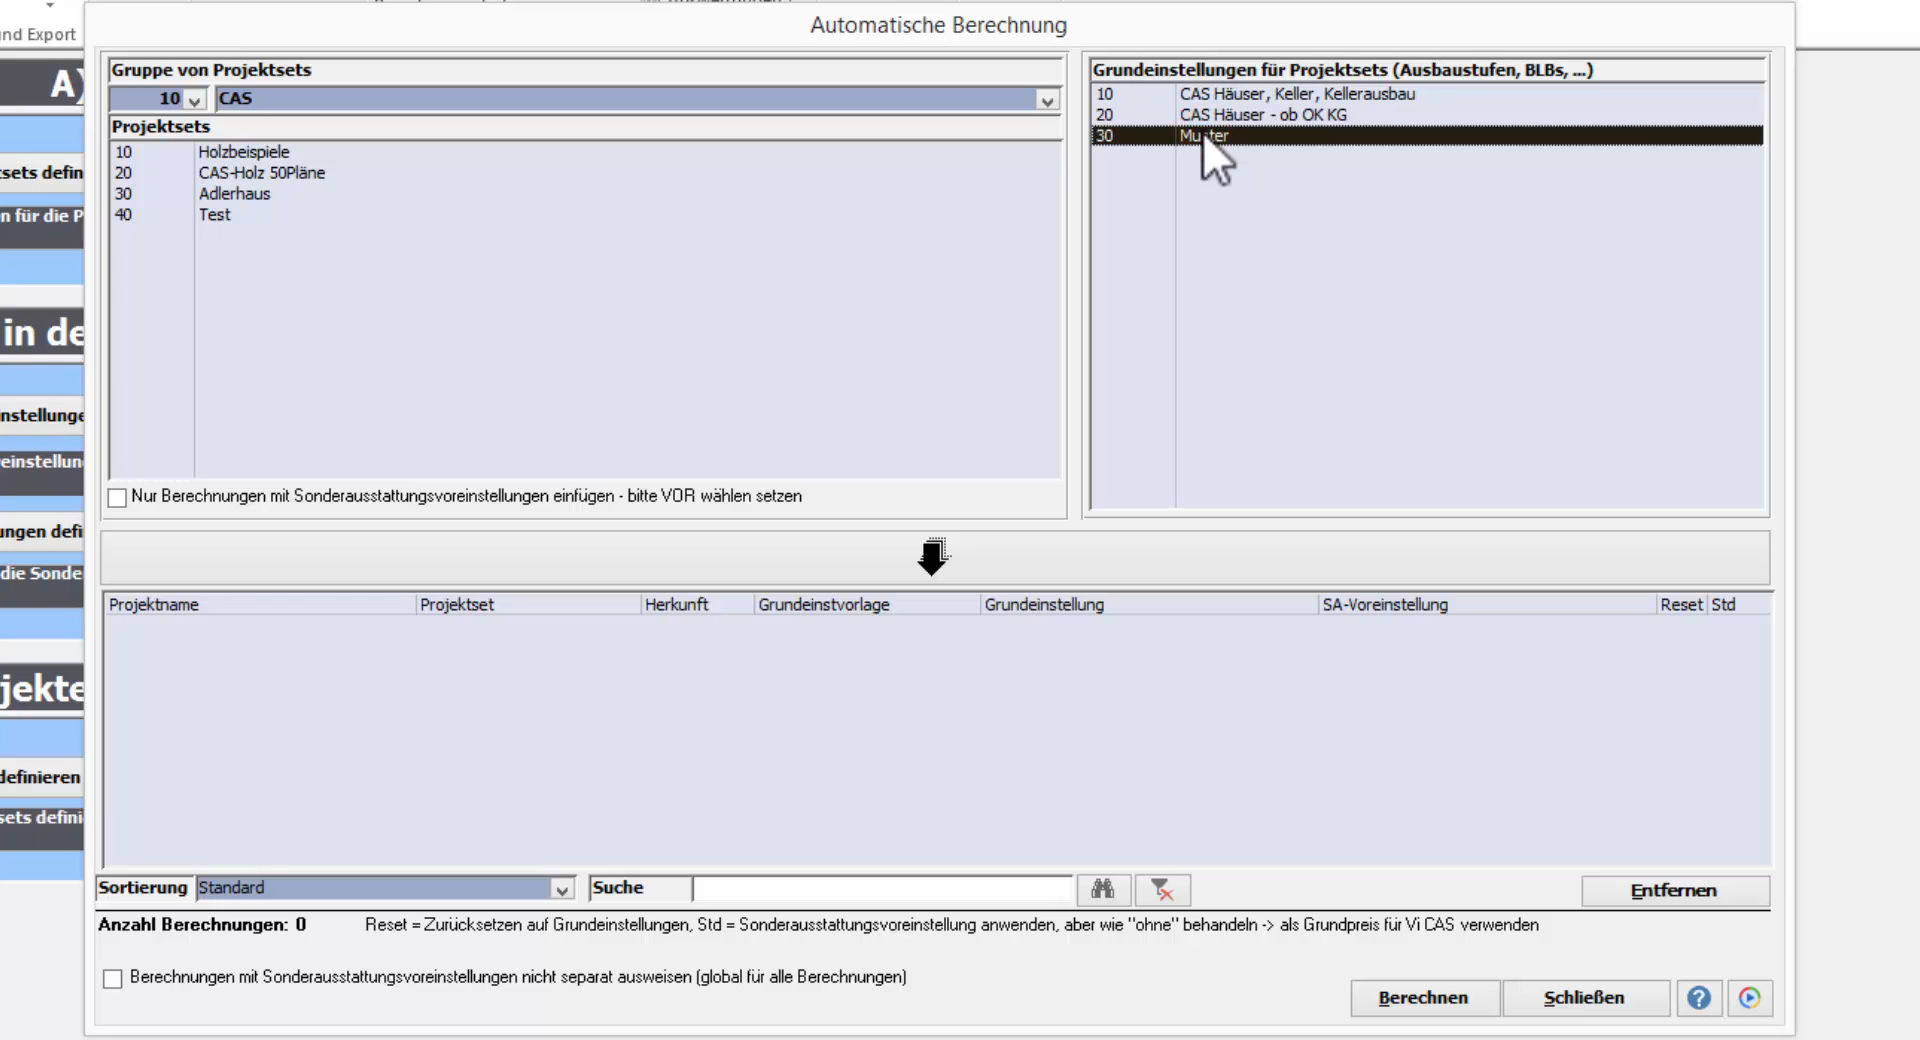 Automatische Berechnung
nd Export
A)
sets defin
n für die P
in de
nstellunge
einstellun
ungen defi
die Sonde
jekte
definieren
sets defini
Gruppe von Projektsets
10 CAS
Projektsets
10 Holzbeispiele
20 CAS-Holz 50Pläne
30 Adlerhaus
40 Test
Nur Berechnungen mit Sonderausstattungsvoreinstellungen einfügen - bitte VOR wählen setzen
Grundeinstellungen für Projektsets (Ausbaustufen, BLBs, ...)
10 CAS Häuser, Keller, Kellerausbau
20 CAS Häuser - ob OK KG
30 Muster
Projektname Projektset Herkunft Grundeinstvorlage Grundeinstellung SA-Voreinstellung Reset Std
Sortierung Standard Suche Entfernen
Anzahl Berechnungen: 0 Reset = Zurücksetzen auf Grundeinstellungen, Std = Sonderausstattungsvoreinstellung anwenden, aber wie "ohne" behandeln -> als Grundpreis für Vi CAS verwenden
Berechnungen mit Sonderausstattungsvoreinstellungen nicht separat ausweisen (global für alle Berechnungen)
Berechnen Schließen ?